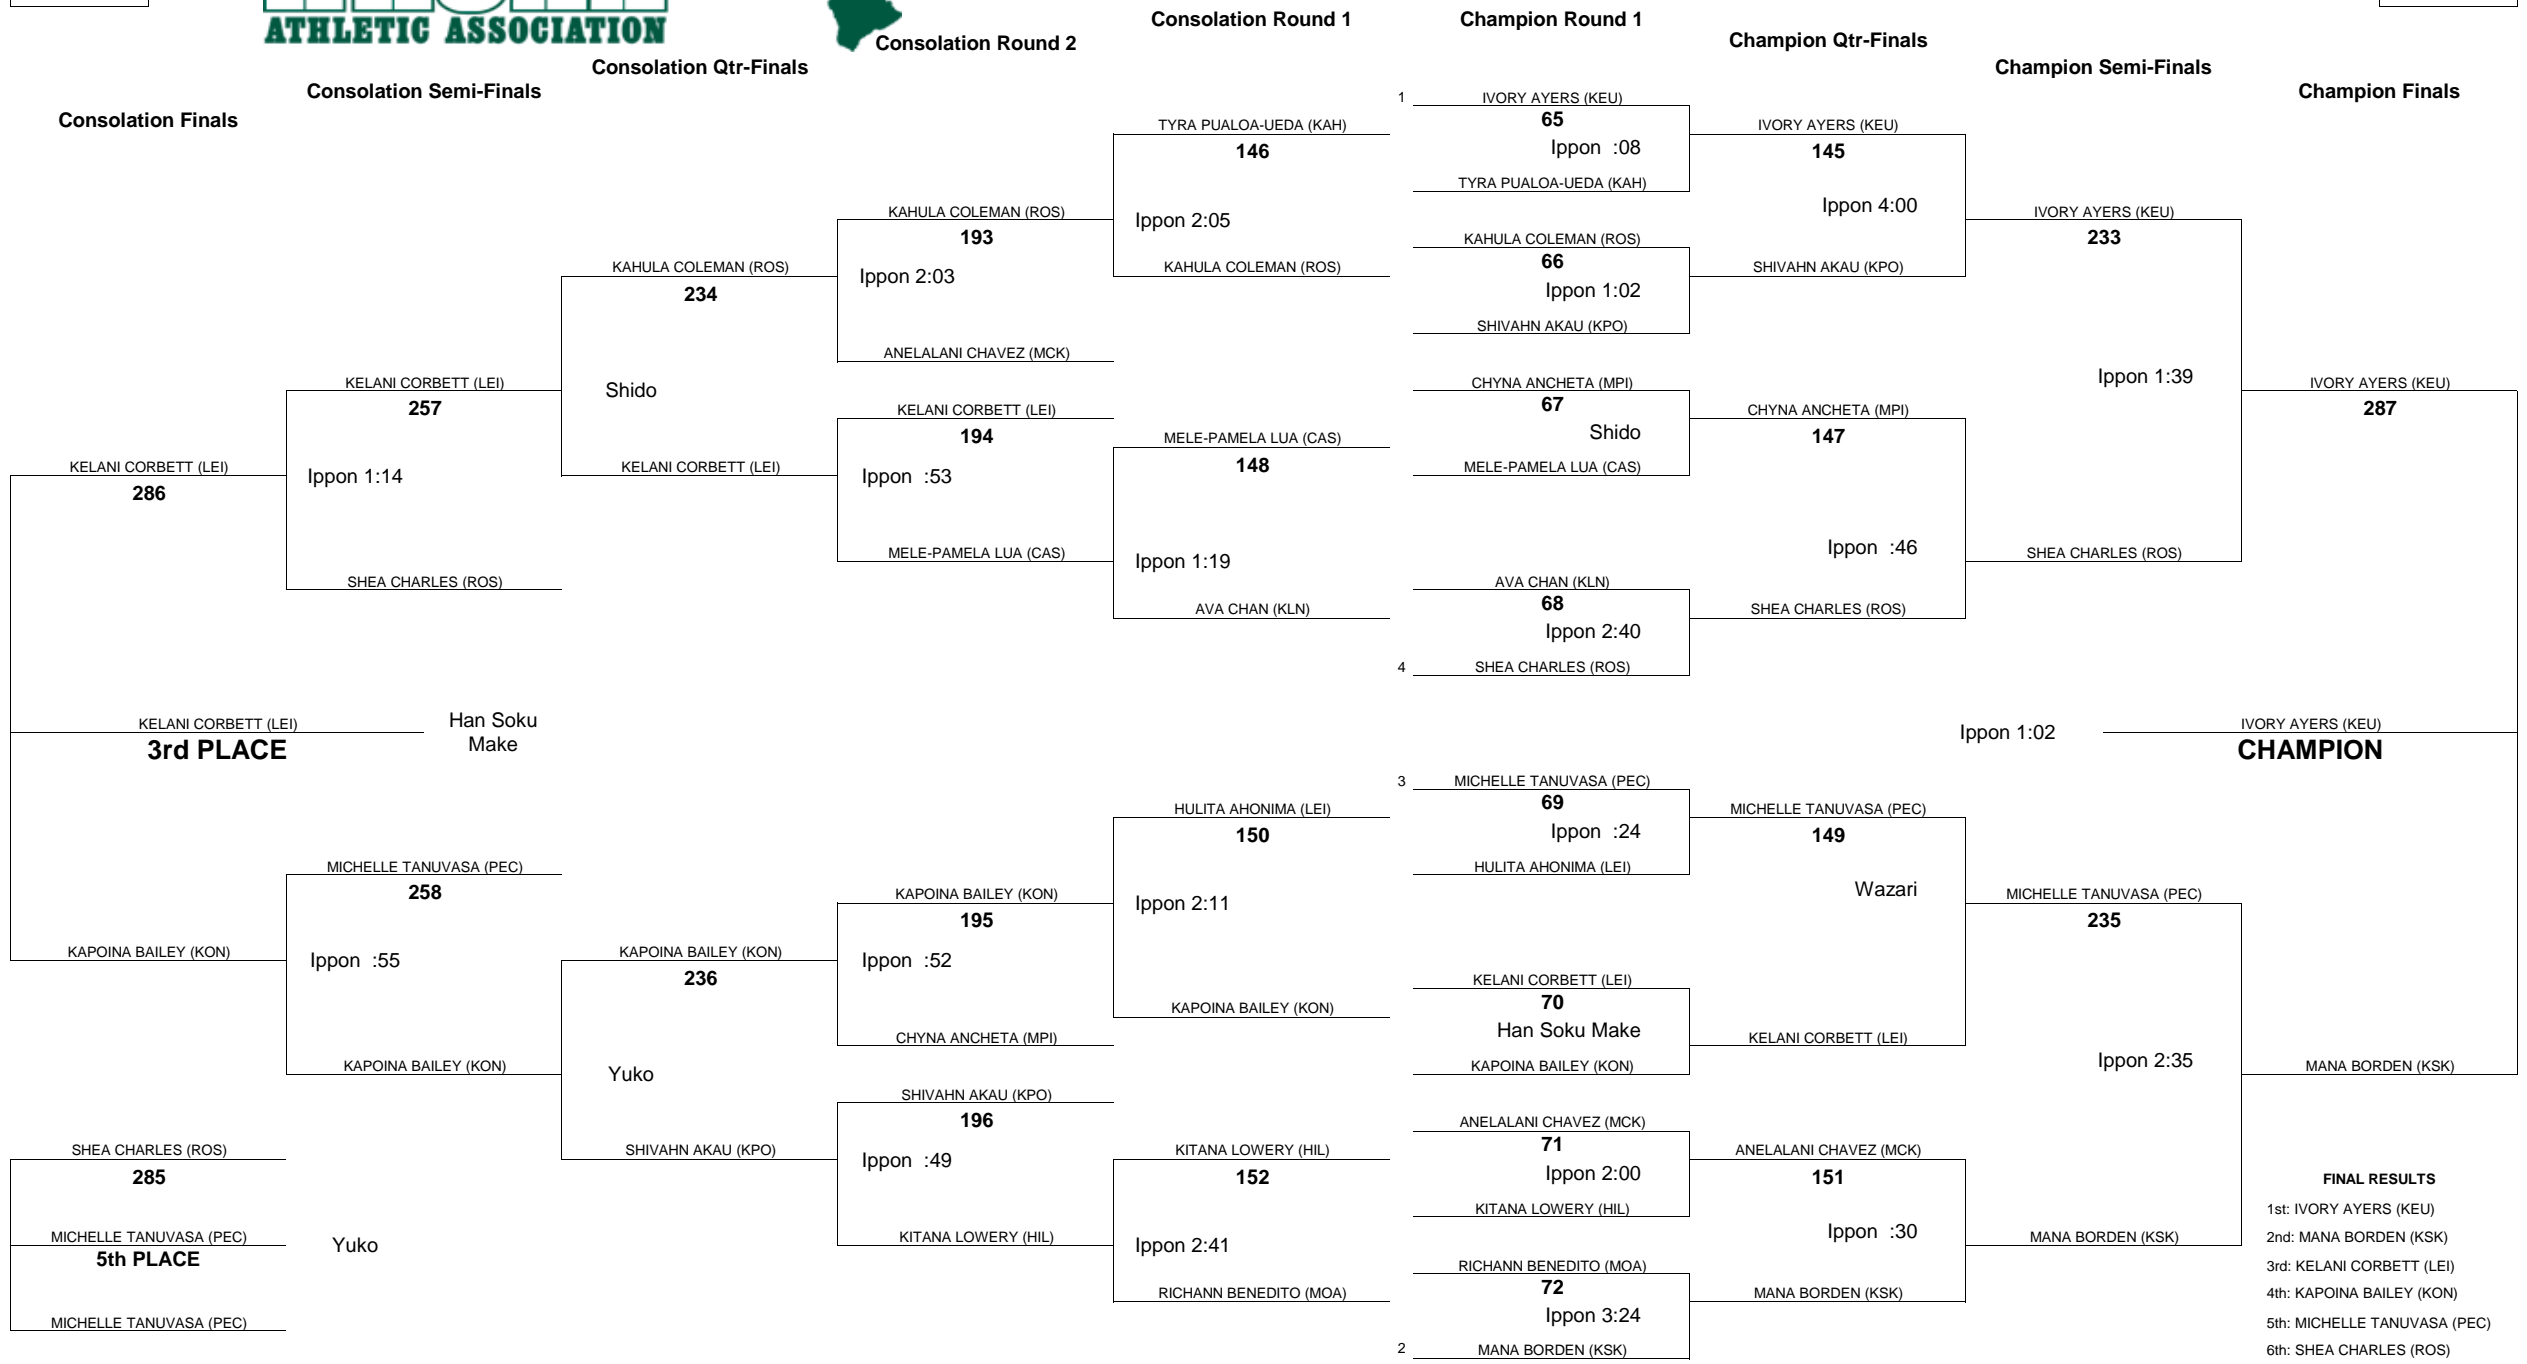 ATHLETIC ASSOCIATION
Consolation Round 1
Champion Round 1
Consolation Round 2
Champion Qtr-Finals
Consolation Qtr-Finals
Champion Semi-Finals
Consolation Semi-Finals
Champion Finals
Consolation Finals
1 IVORY AYERS (KEU)
65
Ippon :08
TYRA PUALOA-UEDA (KAH)
KAHULA COLEMAN (ROS)
66
Ippon 1:02
SHIVAHN AKAU (KPO)
CHYNA ANCHETA (MPI)
67
Shido
MELE-PAMELA LUA (CAS)
AVA CHAN (KLN)
68
Ippon 2:40
4 SHEA CHARLES (ROS)
3 MICHELLE TANUVASA (PEC)
69
Ippon :24
HULITA AHONIMA (LEI)
KELANI CORBETT (LEI)
70
Han Soku Make
KAPOINA BAILEY (KON)
ANELALANI CHAVEZ (MCK)
71
Ippon 2:00
KITANA LOWERY (HIL)
RICHANN BENEDITO (MOA)
72
Ippon 3:24
2 MANA BORDEN (KSK)
IVORY AYERS (KEU)
145
Ippon 4:00
SHIVAHN AKAU (KPO)
CHYNA ANCHETA (MPI)
147
Ippon :46
SHEA CHARLES (ROS)
MICHELLE TANUVASA (PEC)
149
Wazari
KELANI CORBETT (LEI)
ANELALANI CHAVEZ (MCK)
151
Ippon :30
MANA BORDEN (KSK)
IVORY AYERS (KEU)
233
Ippon 1:39
SHEA CHARLES (ROS)
MICHELLE TANUVASA (PEC)
235
Ippon 2:35
MANA BORDEN (KSK)
IVORY AYERS (KEU)
287
Ippon 1:02
IVORY AYERS (KEU)
CHAMPION
MANA BORDEN (KSK)
TYRA PUALOA-UEDA (KAH)
146
Ippon 2:05
KAHULA COLEMAN (ROS)
MELE-PAMELA LUA (CAS)
148
Ippon 1:19
AVA CHAN (KLN)
HULITA AHONIMA (LEI)
150
Ippon 2:11
KAPOINA BAILEY (KON)
KITANA LOWERY (HIL)
152
Ippon 2:41
RICHANN BENEDITO (MOA)
KAHULA COLEMAN (ROS)
193
Ippon 2:03
ANELALANI CHAVEZ (MCK)
KELANI CORBETT (LEI)
194
Ippon :53
MELE-PAMELA LUA (CAS)
KAPOINA BAILEY (KON)
195
Ippon :52
CHYNA ANCHETA (MPI)
SHIVAHN AKAU (KPO)
196
Ippon :49
KITANA LOWERY (HIL)
KAHULA COLEMAN (ROS)
234
Shido
KELANI CORBETT (LEI)
KAPOINA BAILEY (KON)
236
Yuko
SHIVAHN AKAU (KPO)
KELANI CORBETT (LEI)
257
Ippon 1:14
SHEA CHARLES (ROS)
MICHELLE TANUVASA (PEC)
258
Ippon :55
KAPOINA BAILEY (KON)
KELANI CORBETT (LEI)
286
KELANI CORBETT (LEI)
3rd PLACE
Han Soku
Make
KAPOINA BAILEY (KON)
SHEA CHARLES (ROS)
285
MICHELLE TANUVASA (PEC)
5th PLACE
Yuko
MICHELLE TANUVASA (PEC)
FINAL RESULTS
1st: IVORY AYERS (KEU)
2nd: MANA BORDEN (KSK)
3rd: KELANI CORBETT (LEI)
4th: KAPOINA BAILEY (KON)
5th: MICHELLE TANUVASA (PEC)
6th: SHEA CHARLES (ROS)